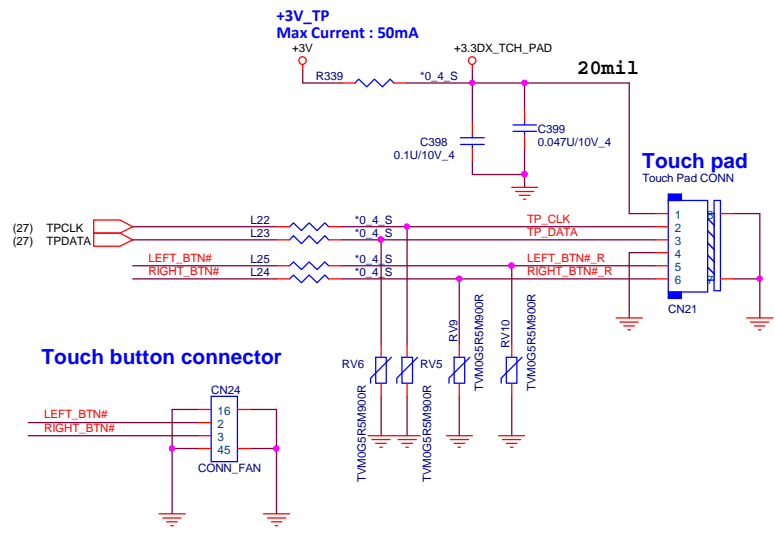 +3V_TP
Max Current : 50mA
+3V
+3.3DX_TCH_PAD
R339
*0_4_S
20mil
C398
0.1U/10V_4
C399
0.047U/10V_4
Touch pad
Touch Pad CONN
(27) TPCLK
(27) TPDATA
L22
*0_4_S
TP_CLK
L23
*0_4_S
TP_DATA
LEFT_BTN#
L25
*0_4_S
LEFT_BTN#_R
RIGHT_BTN#
L24
*0_4_S
RIGHT_BTN#_R
1
2
3
4
5
6
CN21
Touch button connector
RV6
TVM0G5R5M900R
RV5
TVM0G5R5M900R
RV9
TVM0G5R5M900R
RV10
TVM0G5R5M900R
CN24
LEFT_BTN#
RIGHT_BTN#
16
2
3
45
CONN_FAN